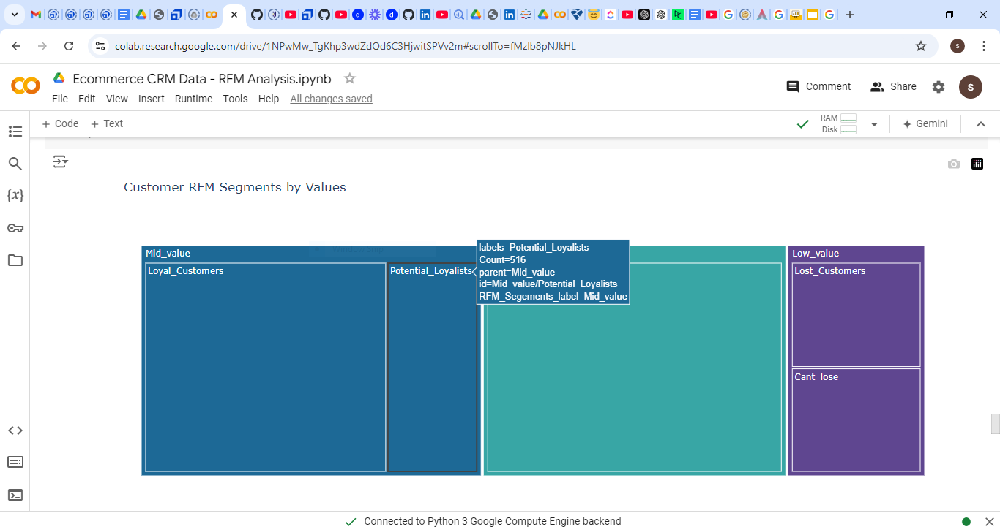 colab.research.google.com/drive/1NPwMw_TgKhp3wdZdQd6C3HjwitSPVv2m#scrollTo=fMzlb8pNJkHL
S
Ecommerce CRM Data - RFM Analysis.ipynb
File Edit View Insert Runtime Tools Help All changes saved
Comment
Share
S
+ Code + Text
RAM
Disk
Gemini
{x}
Customer RFM Segments by Values
Mid_value
Loyal_Customers
Potential_Loyalists
labels=Potential_Loyalists
Count=516
parent=Mid_value
id=Mid_value/Potential_Loyalists
RFM_Segements_label=Mid_value
Low_value
Lost_Customers
Cant_lose
Connected to Python 3 Google Compute Engine backend